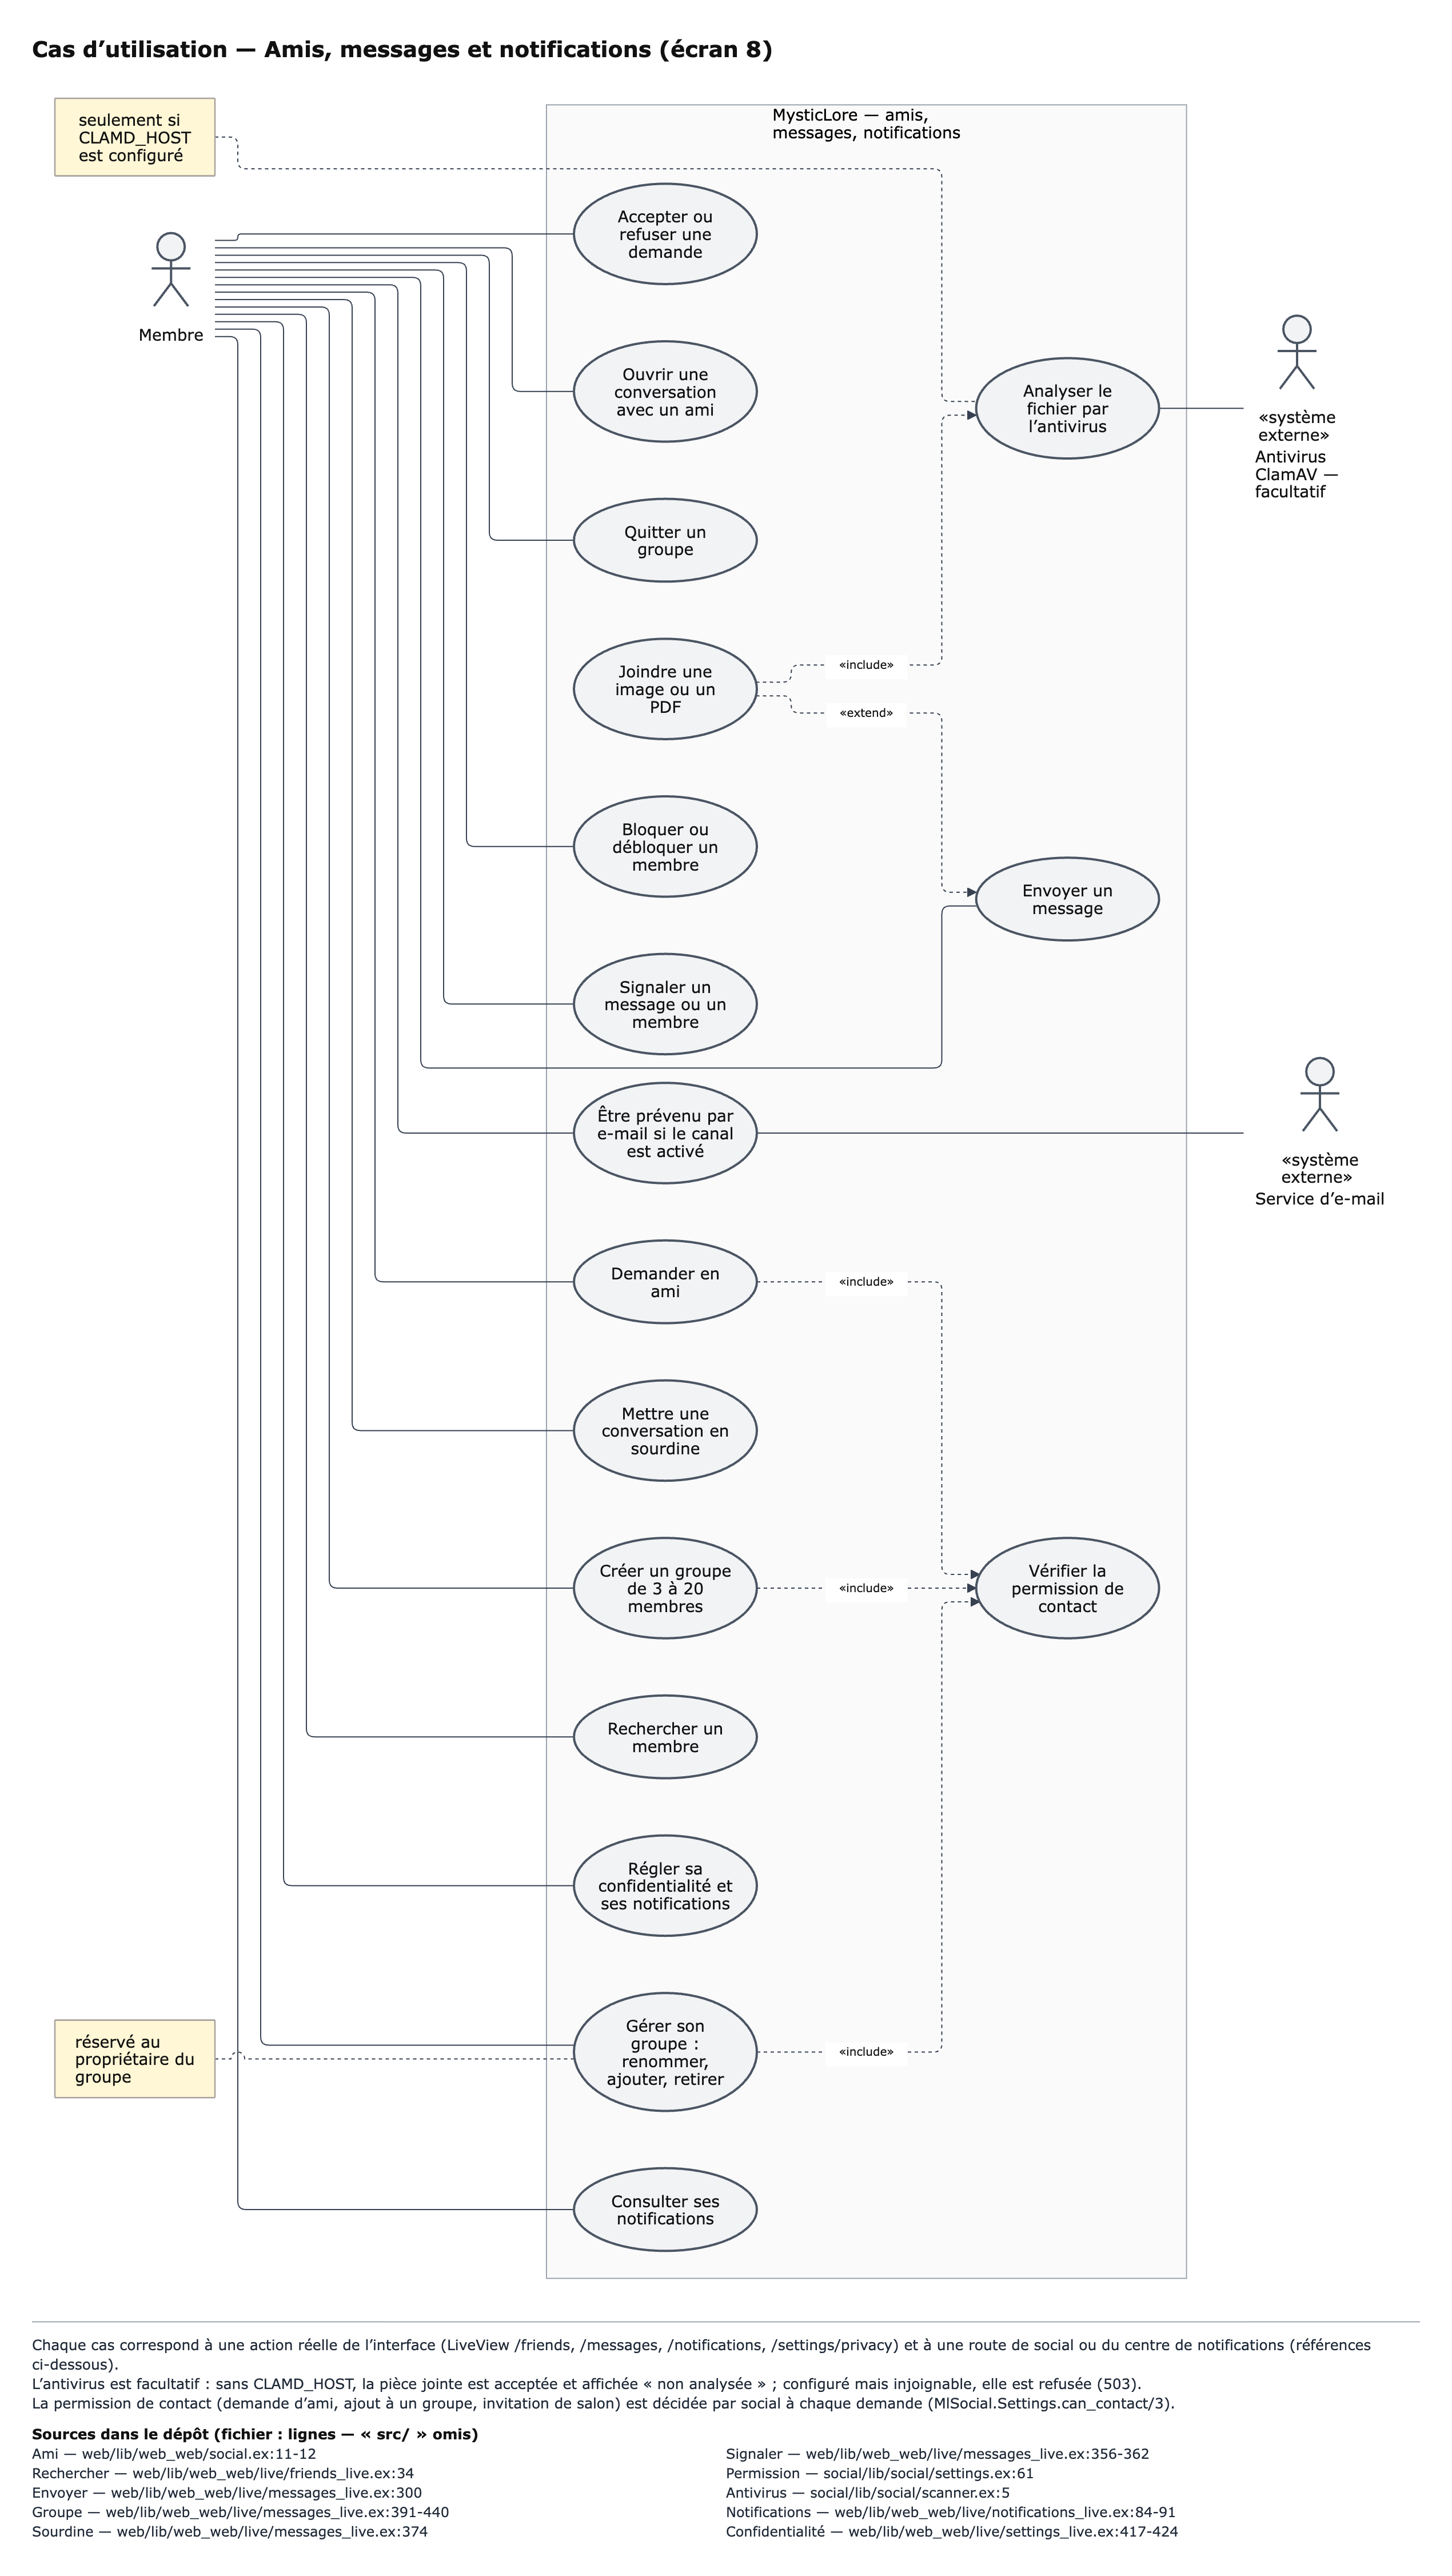 Cas d’utilisation — Amis, messages et notifications (écran 8)
seulement si
CLAMD_HOST
est configuré
MysticLore — amis,
messages, notifications
Accepter ou
refuser une
demande
Membre
Ouvrir une
conversation
avec un ami
Analyser le
fichier par
l’antivirus
«système
externe»
Antivirus
ClamAV —
facultatif
Quitter un
groupe
Joindre une
image ou un
PDF
«include»
«extend»
Bloquer ou
débloquer un
membre
Envoyer un
message
Signaler un
message ou un
membre
Être prévenu par
e-mail si le canal
est activé
«système
externe»
Service d’e-mail
Demander en
ami
«include»
Mettre une
conversation en
sourdine
Créer un groupe
de 3 à 20
membres
«include»
Vérifier la
permission de
contact
Rechercher un
membre
Régler sa
confidentialité et
ses notifications
réservé au
propriétaire du
groupe
Gérer son
groupe :
renommer,
ajouter, retirer
«include»
Consulter ses
notifications
Chaque cas correspond à une action réelle de l’interface (LiveView /friends, /messages, /notifications, /settings/privacy) et à une route de social ou du centre de notifications (références
ci-dessous).
L’antivirus est facultatif : sans CLAMD_HOST, la pièce jointe est acceptée et affichée « non analysée » ; configuré mais injoignable, elle est refusée (503).
La permission de contact (demande d’ami, ajout à un groupe, invitation de salon) est décidée par social à chaque demande (MlSocial.Settings.can_contact/3).
Sources dans le dépôt (fichier : lignes — « src/ » omis)
Ami — web/lib/web_web/social.ex:11-12
Rechercher — web/lib/web_web/live/friends_live.ex:34
Envoyer — web/lib/web_web/live/messages_live.ex:300
Groupe — web/lib/web_web/live/messages_live.ex:391-440
Sourdine — web/lib/web_web/live/messages_live.ex:374
Signaler — web/lib/web_web/live/messages_live.ex:356-362
Permission — social/lib/social/settings.ex:61
Antivirus — social/lib/social/scanner.ex:5
Notifications — web/lib/web_web/live/notifications_live.ex:84-91
Confidentialité — web/lib/web_web/live/settings_live.ex:417-424